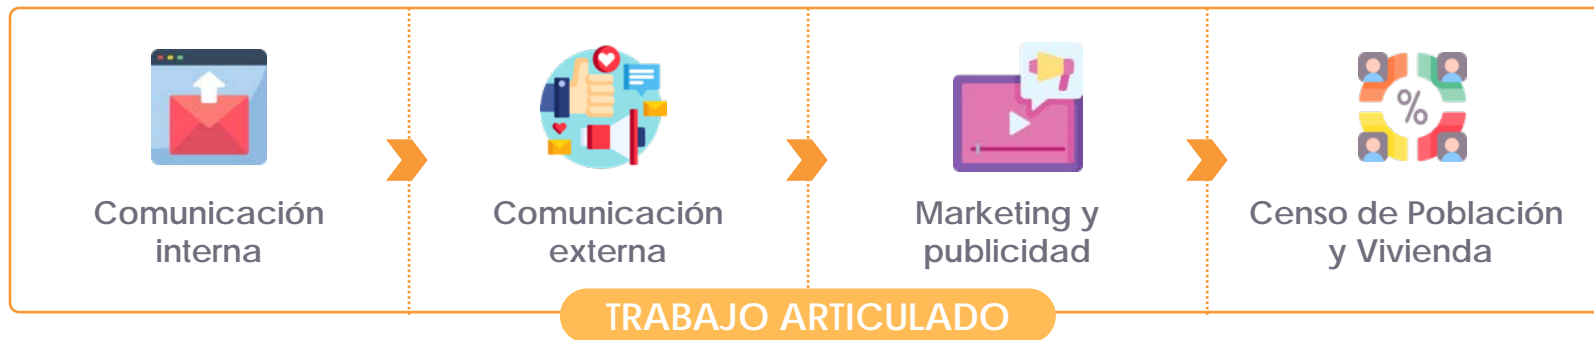 Comunicación
interna
Comunicación
externa
Marketing y
publicidad
%
Censo de Población
y Vivienda
TRABAJO ARTICULADO